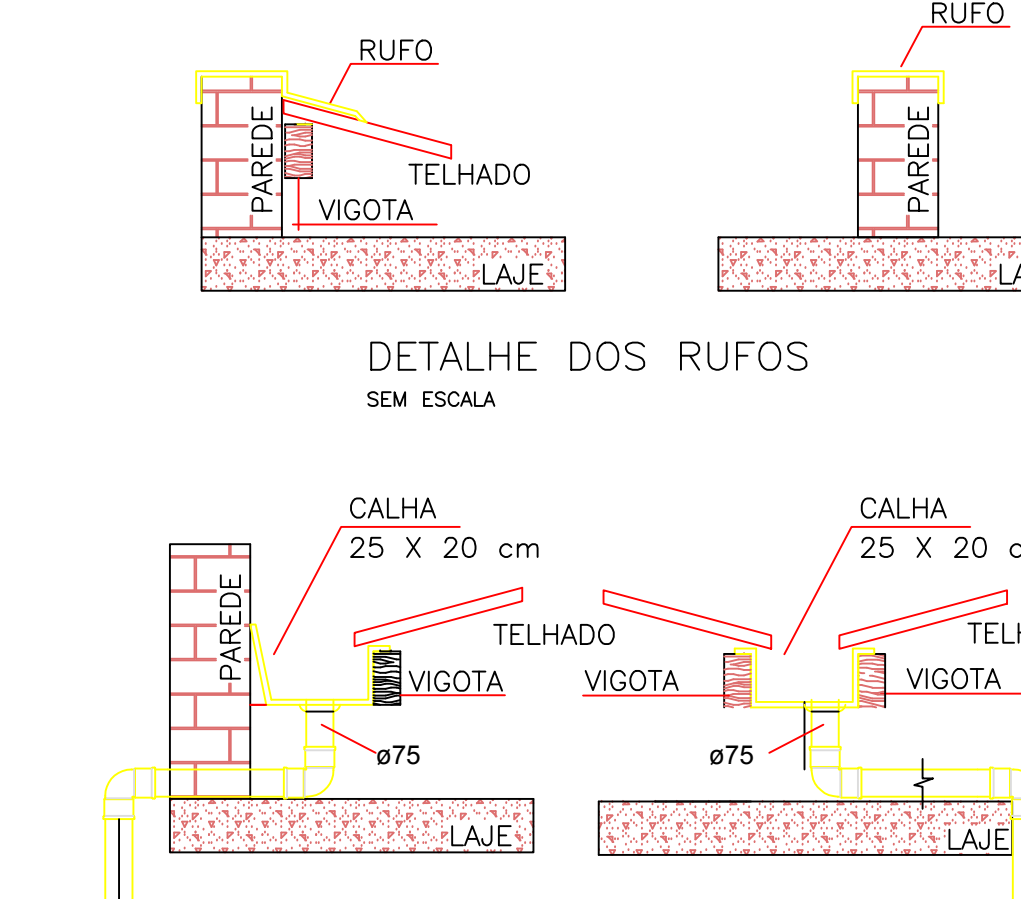 RUFO
RUFO
PAREDE
TELHADO
VIGOTA
LAJE
PAREDE
DETALHE DOS RUFOS
SEM ESCALA
CALHA
25 X 20 cm
PAREDE
TELHADO
VIGOTA
ø75
LAJE
CALHA
25 X 20
VIGOTA
VIGOTA
ø75
LAJE